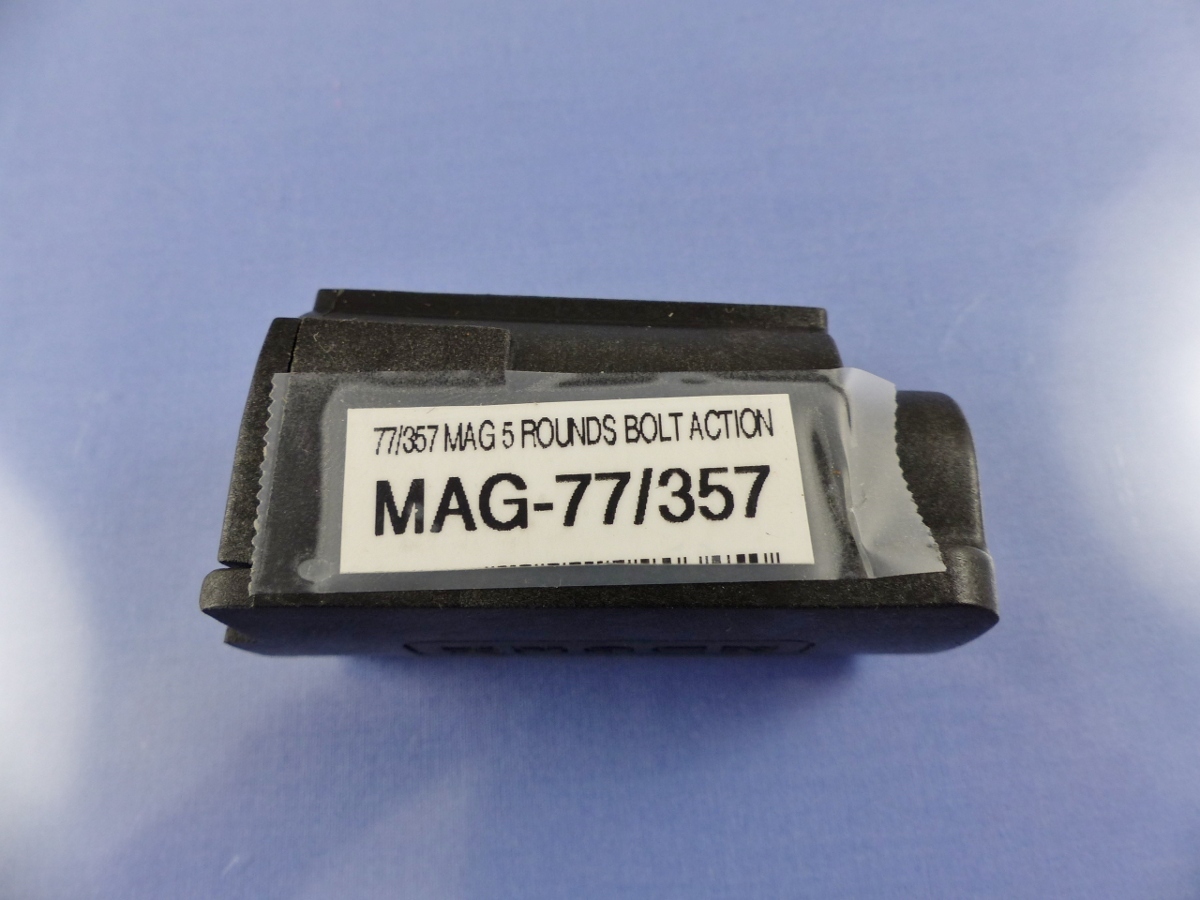 77/357 MAG 5 ROUNDS BOLT ACTION
MAG-77/357